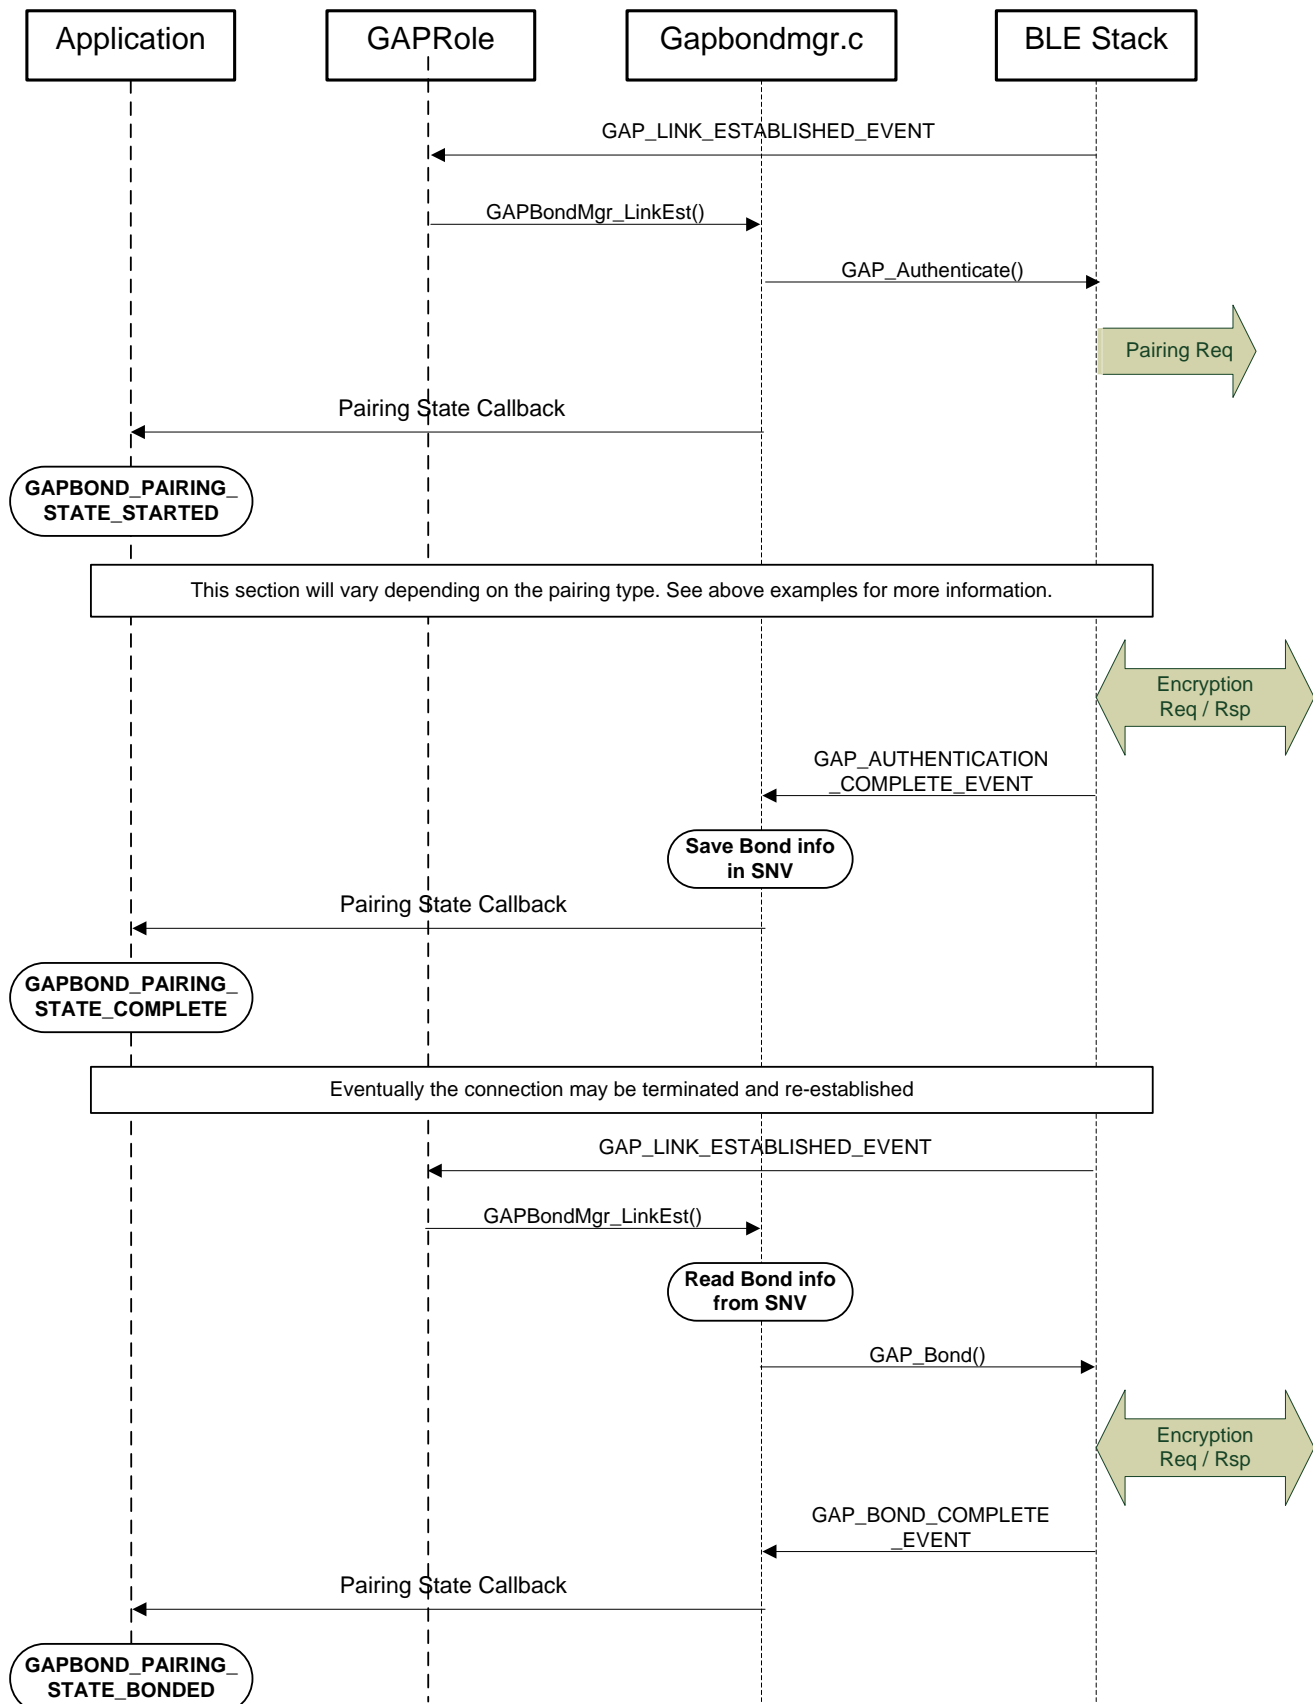 Application
GAPRole
Gapbondmgr.c
BLE Stack
GAP_LINK_ESTABLISHED_EVENT
GAPBondMgr_LinkEst()
GAP_Authenticate()
Pairing Req
Pairing State Callback
GAPBOND_PAIRING_
STATE_STARTED
This section will vary depending on the pairing type. See above examples for more information.
Encryption
Req / Rsp
GAP_AUTHENTICATION
_COMPLETE_EVENT
Save Bond info
in SNV
Pairing State Callback
GAPBOND_PAIRING_
STATE_COMPLETE
Eventually the connection may be terminated and re-established
GAP_LINK_ESTABLISHED_EVENT
GAPBondMgr_LinkEst()
Read Bond info
from SNV
GAP_Bond()
Encryption
Req / Rsp
GAP_BOND_COMPLETE
_EVENT
Pairing State Callback
GAPBOND_PAIRING_
STATE_BONDED